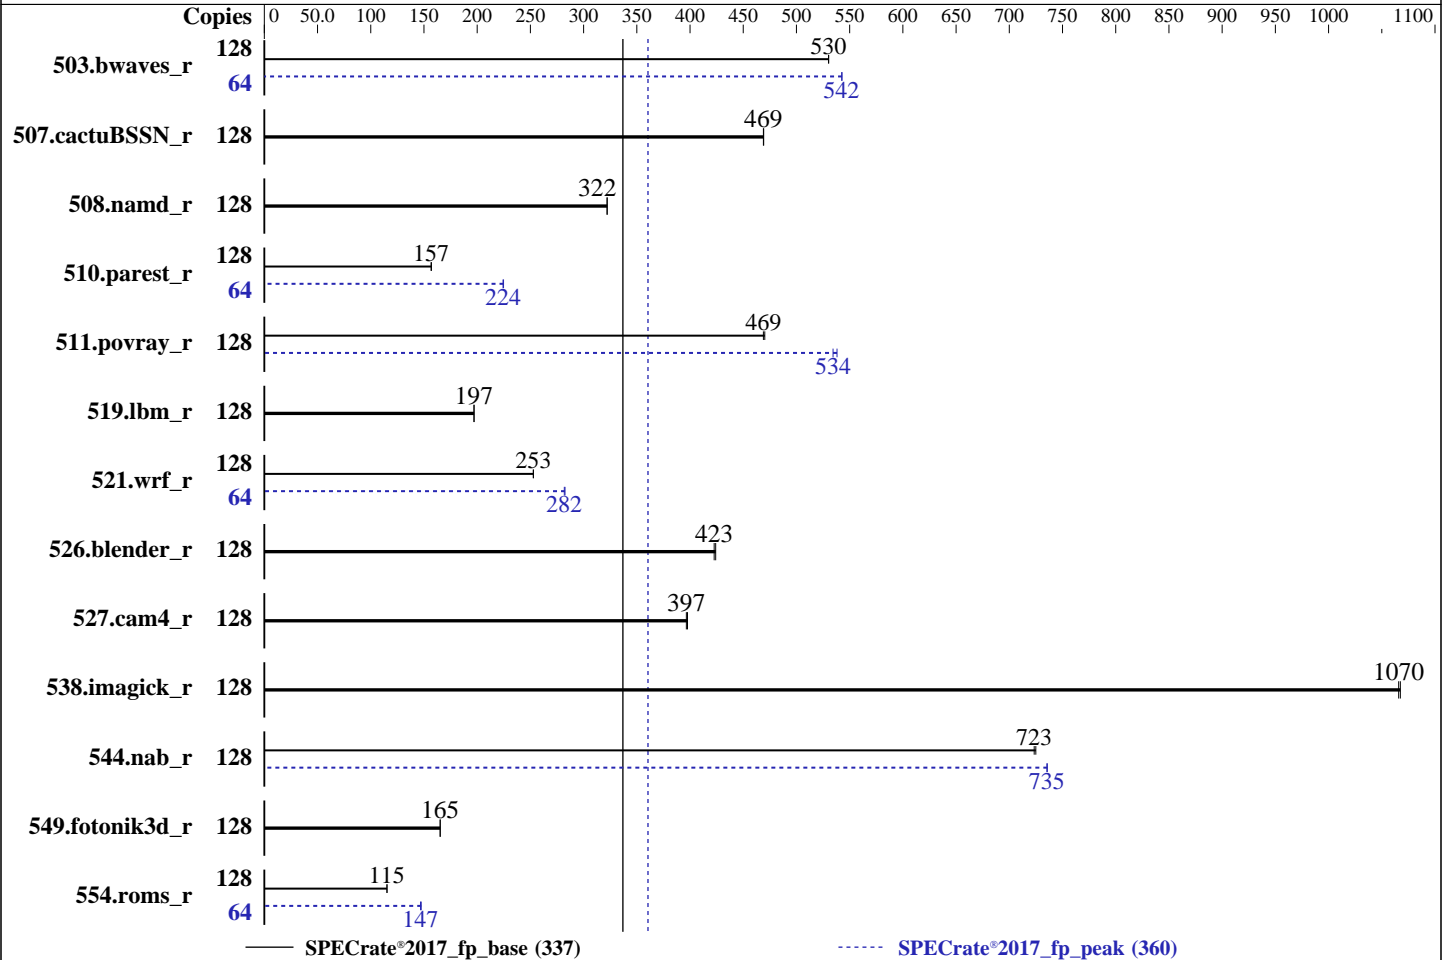 Copies 0 50.0 100 150 200 250 300 350 400 450 500 550 600 650 700 750 800 850 900 950 1000 1100
503.bwaves_r 128 530
64 542
507.cactuBSSN_r 128 469
508.namd_r 128 322
510.parest_r 128 157
64 224
511.povray_r 128 469
534
519.lbm_r 128 197
521.wrf_r 128 253
64 282
526.blender_r 128 423
527.cam4_r 128 397
538.imagick_r 128 1070
544.nab_r 128 723
735
549.fotonik3d_r 128 165
554.roms_r 128 115
64 147
SPECrate®2017_fp_base (337) SPECrate®2017_fp_peak (360)